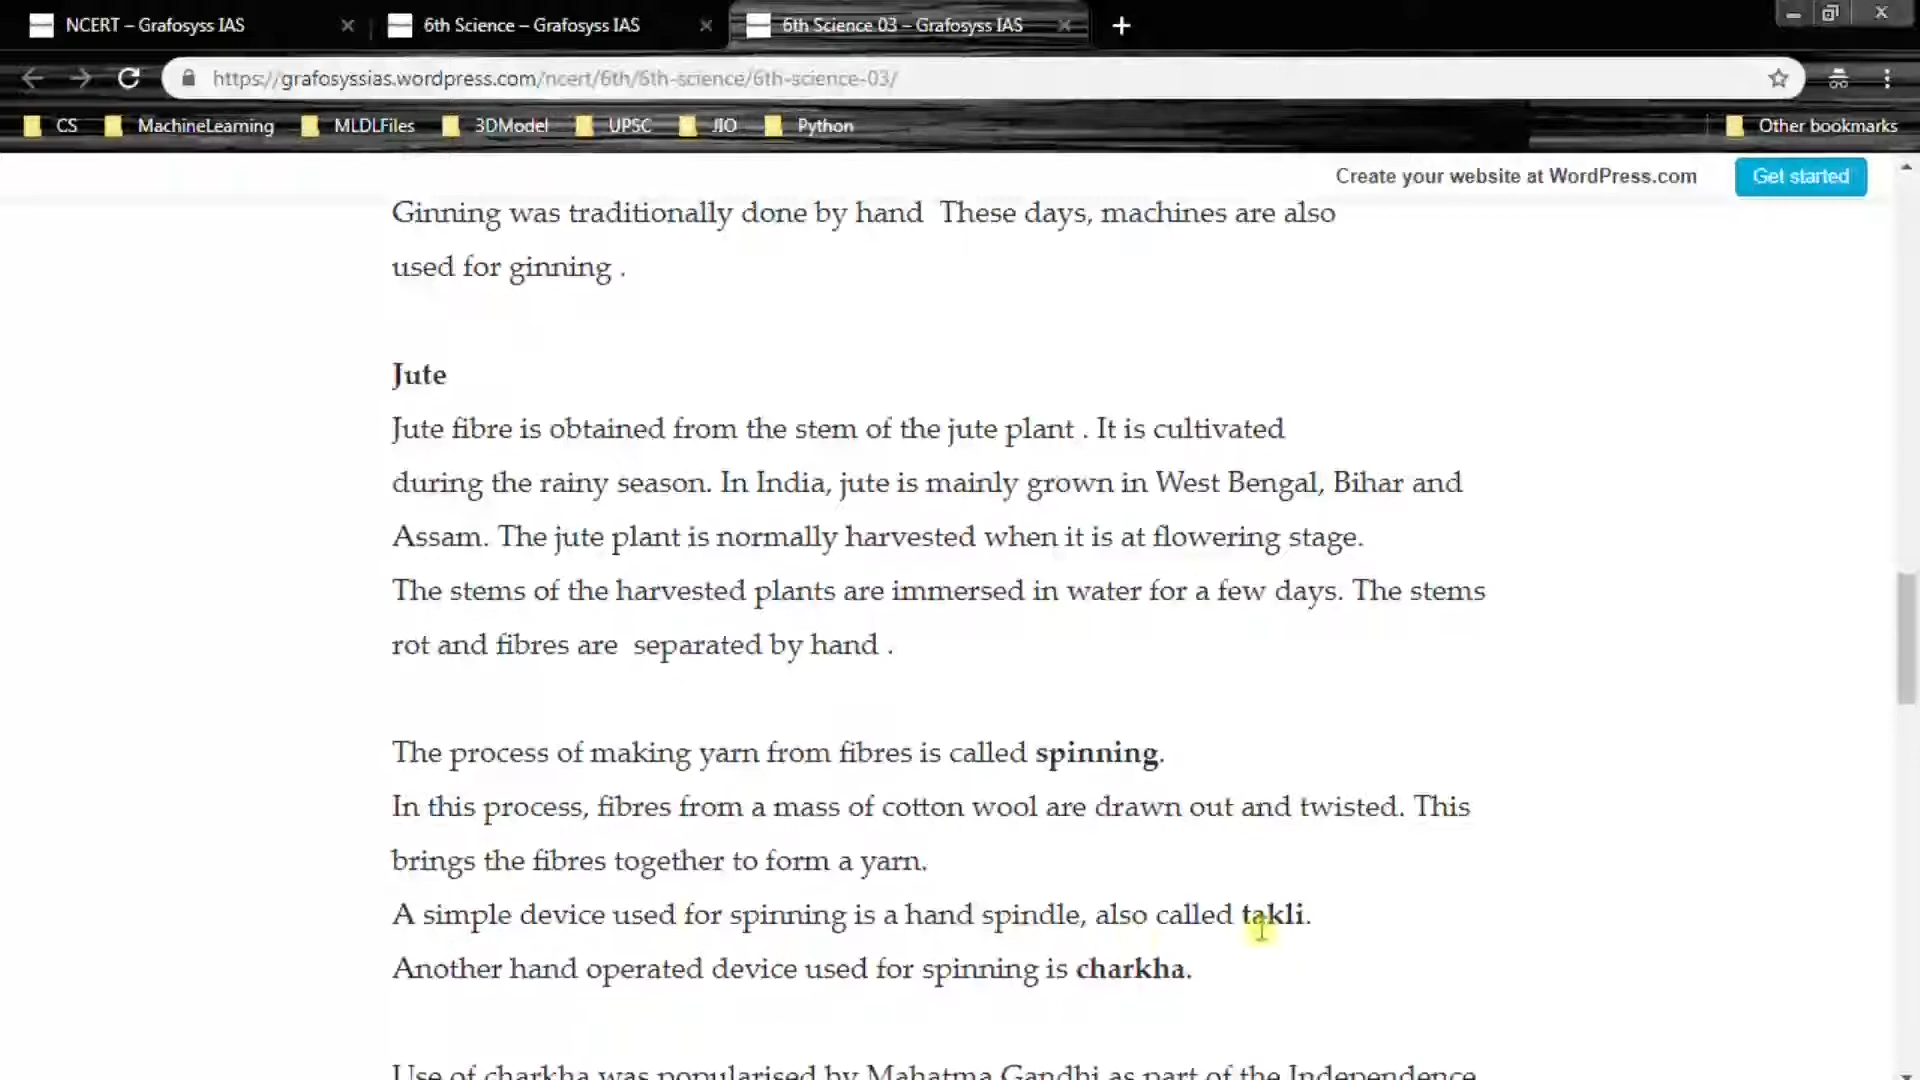 NCERT – Grafosyss IAS
6th Science – Grafosyss IAS
6th Science 03 – Grafosyss IAS
https://grafosyssias.wordpress.com/ncert/6th/6th-science/6th-science-03/
CS
MachineLearning
MLDLFiles
3DModel
UPSC
JIO
Python
Other bookmarks
Create your website at WordPress.com
Get started
Ginning was traditionally done by hand  These days, machines are also
used for ginning .
Jute
Jute fibre is obtained from the stem of the jute plant . It is cultivated
during the rainy season. In India, jute is mainly grown in West Bengal, Bihar and
Assam. The jute plant is normally harvested when it is at flowering stage.
The stems of the harvested plants are immersed in water for a few days. The stems
rot and fibres are  separated by hand .
The process of making yarn from fibres is called spinning.
In this process, fibres from a mass of cotton wool are drawn out and twisted. This
brings the fibres together to form a yarn.
A simple device used for spinning is a hand spindle, also called takli.
Another hand operated device used for spinning is charkha.
Use of charkha was popularised by Mahatma Gandhi as part of the Independence